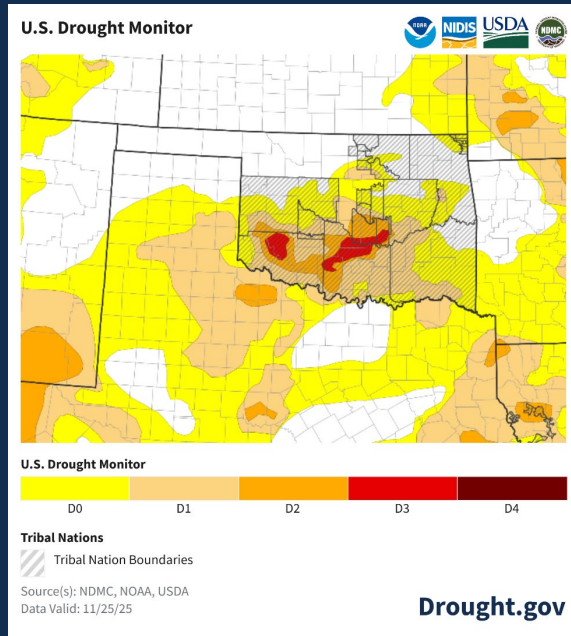 U.S. Drought Monitor
NOAA
NIDIS
USDA
NDMC
U.S. Drought Monitor
D0 D1 D2 D3 D4
Tribal Nations
Tribal Nation Boundaries
Source(s): NDMC, NOAA, USDA
Data Valid: 11/25/25
Drought.gov